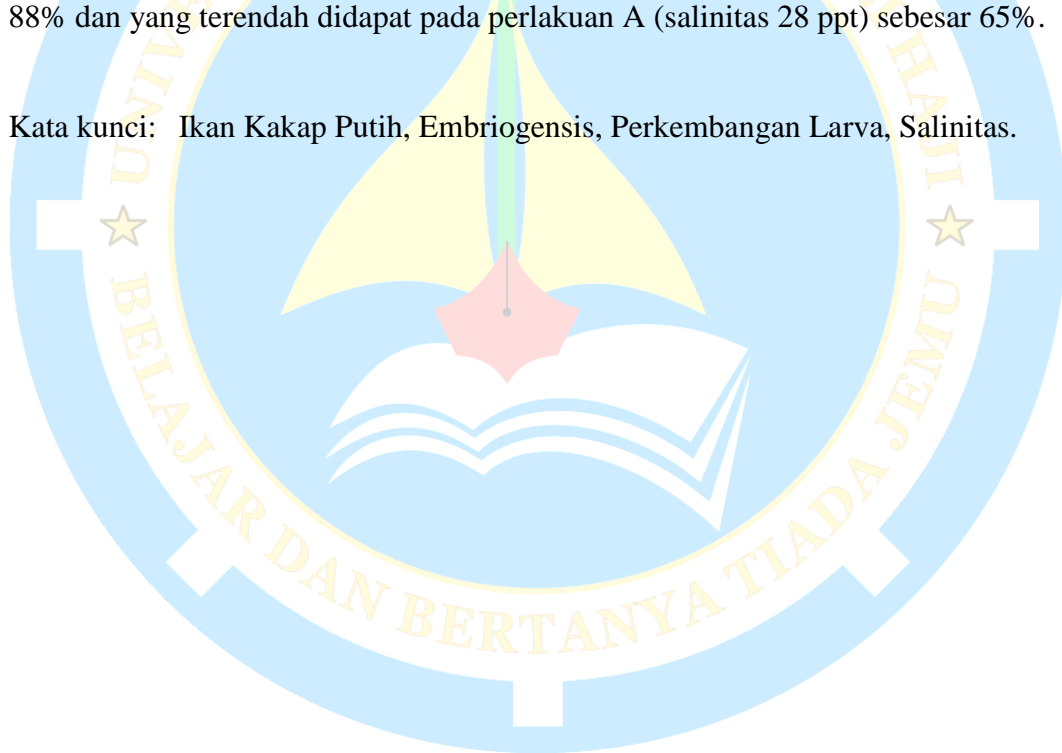 88% dan yang terendah didapat pada perlakuan A (salinitas 28 ppt) sebesar 65%.
Kata kunci: Ikan Kakap Putih, Embriogensis, Perkembangan Larva, Salinitas.
HAJI
BELAJAR DAN BERTANYA TIADA JEMU